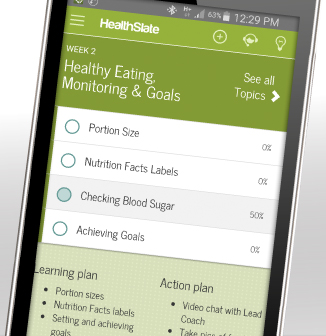 63% 12:29 PM
HealthSlate
WEEK 2
Healthy Eating,
Monitoring & Goals
See all
Topics
Portion Size 0%
Nutrition Facts Labels 0%
Checking Blood Sugar 50%
Achieving Goals 0%
Learning plan
• Portion sizes
• Nutrition Facts labels
• Setting and achieving
goals
Action plan
• Video chat with Lead
Coach
• Take pics of